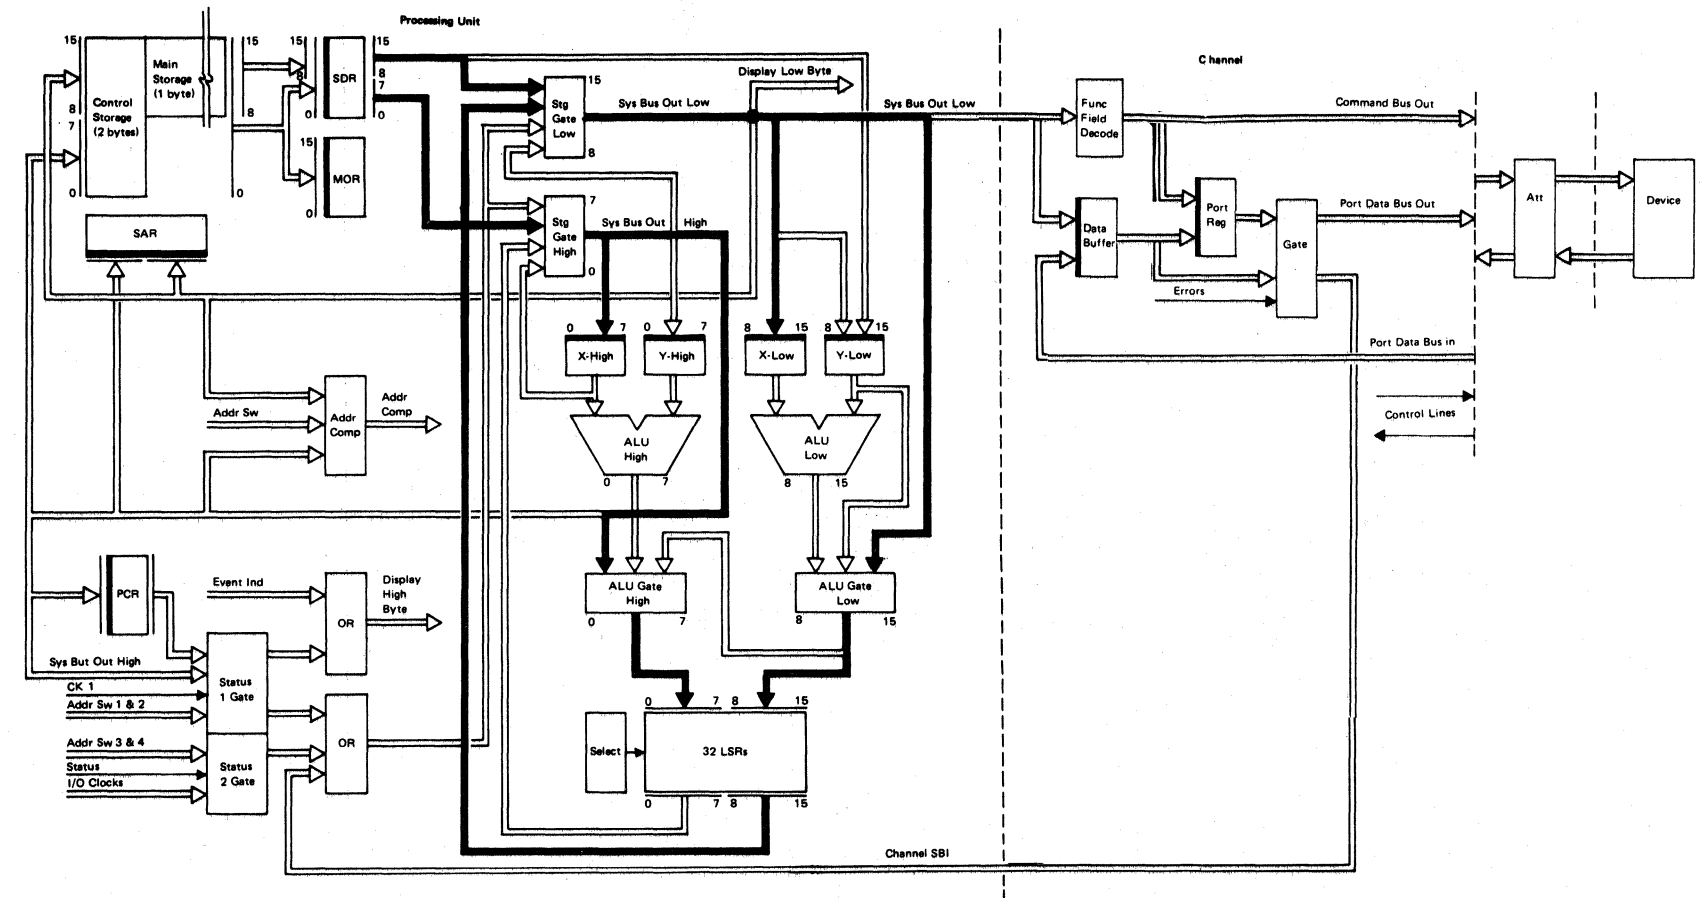 Processing Unit
Channel
15
15
15
15
Main
Storage
(1 byte)
Control
Storage
(2 bytes)
8
7
0
8
0
8
0
SDR
8
7
0
15
MOR
0
SAR
Display Low Byte
15
Stg
Gate
Low
8
Sys Bus Out Low
Sys Bus Out Low
7
Stg
Gate
High
0
Sys Bus Out High
Func
Field
Decode
Command Bus Out
Data
Buffer
Port
Reg
Gate
Port Data Bus Out
Errors
Att
Device
Port Data Bus in
Control Lines
0 7
X-High
0 7
Y-High
8 15
X-Low
8 15
Y-Low
ALU
High
0 7
ALU
Low
8 15
Addr Sw
Addr
Comp
Addr
Comp
ALU Gate
High
0 7
ALU Gate
Low
8 15
PCR
Event Ind
OR
Display
High
Byte
Sys But Out High
CK 1
Addr Sw 1 & 2
Status
1 Gate
Addr Sw 3 & 4
Status
I/O Clocks
Status
2 Gate
OR
0 7 8 15
Select
32 LSRs
0 7 8 15
Channel SBI